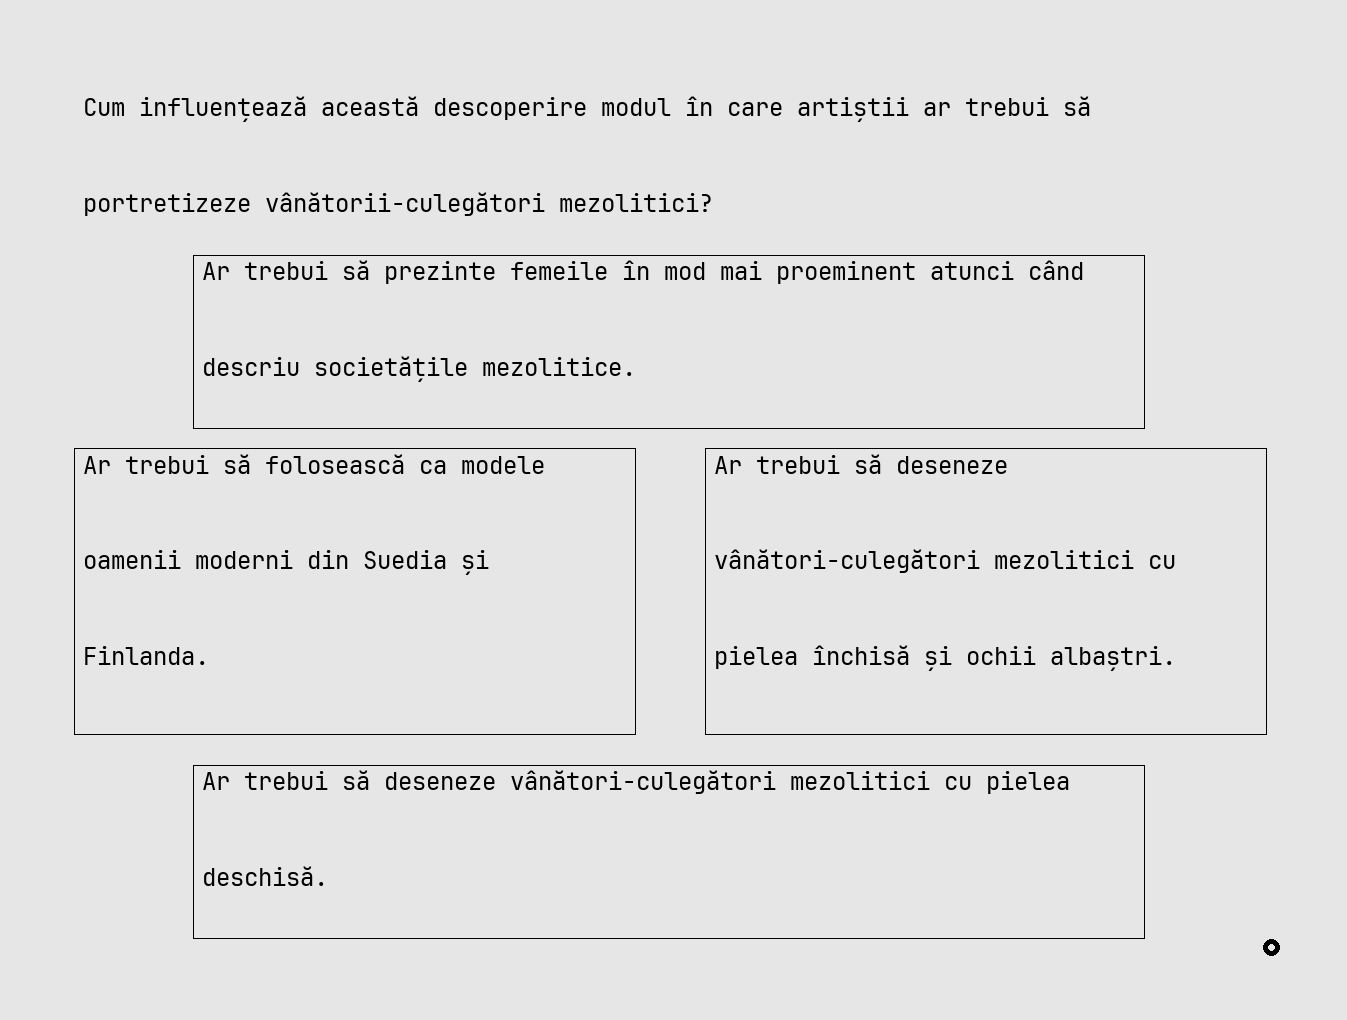 Cum influențează această descoperire modul în care artiștii ar trebui să
portretizeze vânătorii-culegători mezolitici?
Ar trebui să prezinte femeile în mod mai proeminent atunci când
descriu societățile mezolitice.
Ar trebui să folosească ca modele
oamenii moderni din Suedia și
Finlanda.
Ar trebui să deseneze
vânători-culegători mezolitici cu
pielea închisă și ochii albaștri.
Ar trebui să deseneze vânători-culegători mezolitici cu pielea
deschisă.